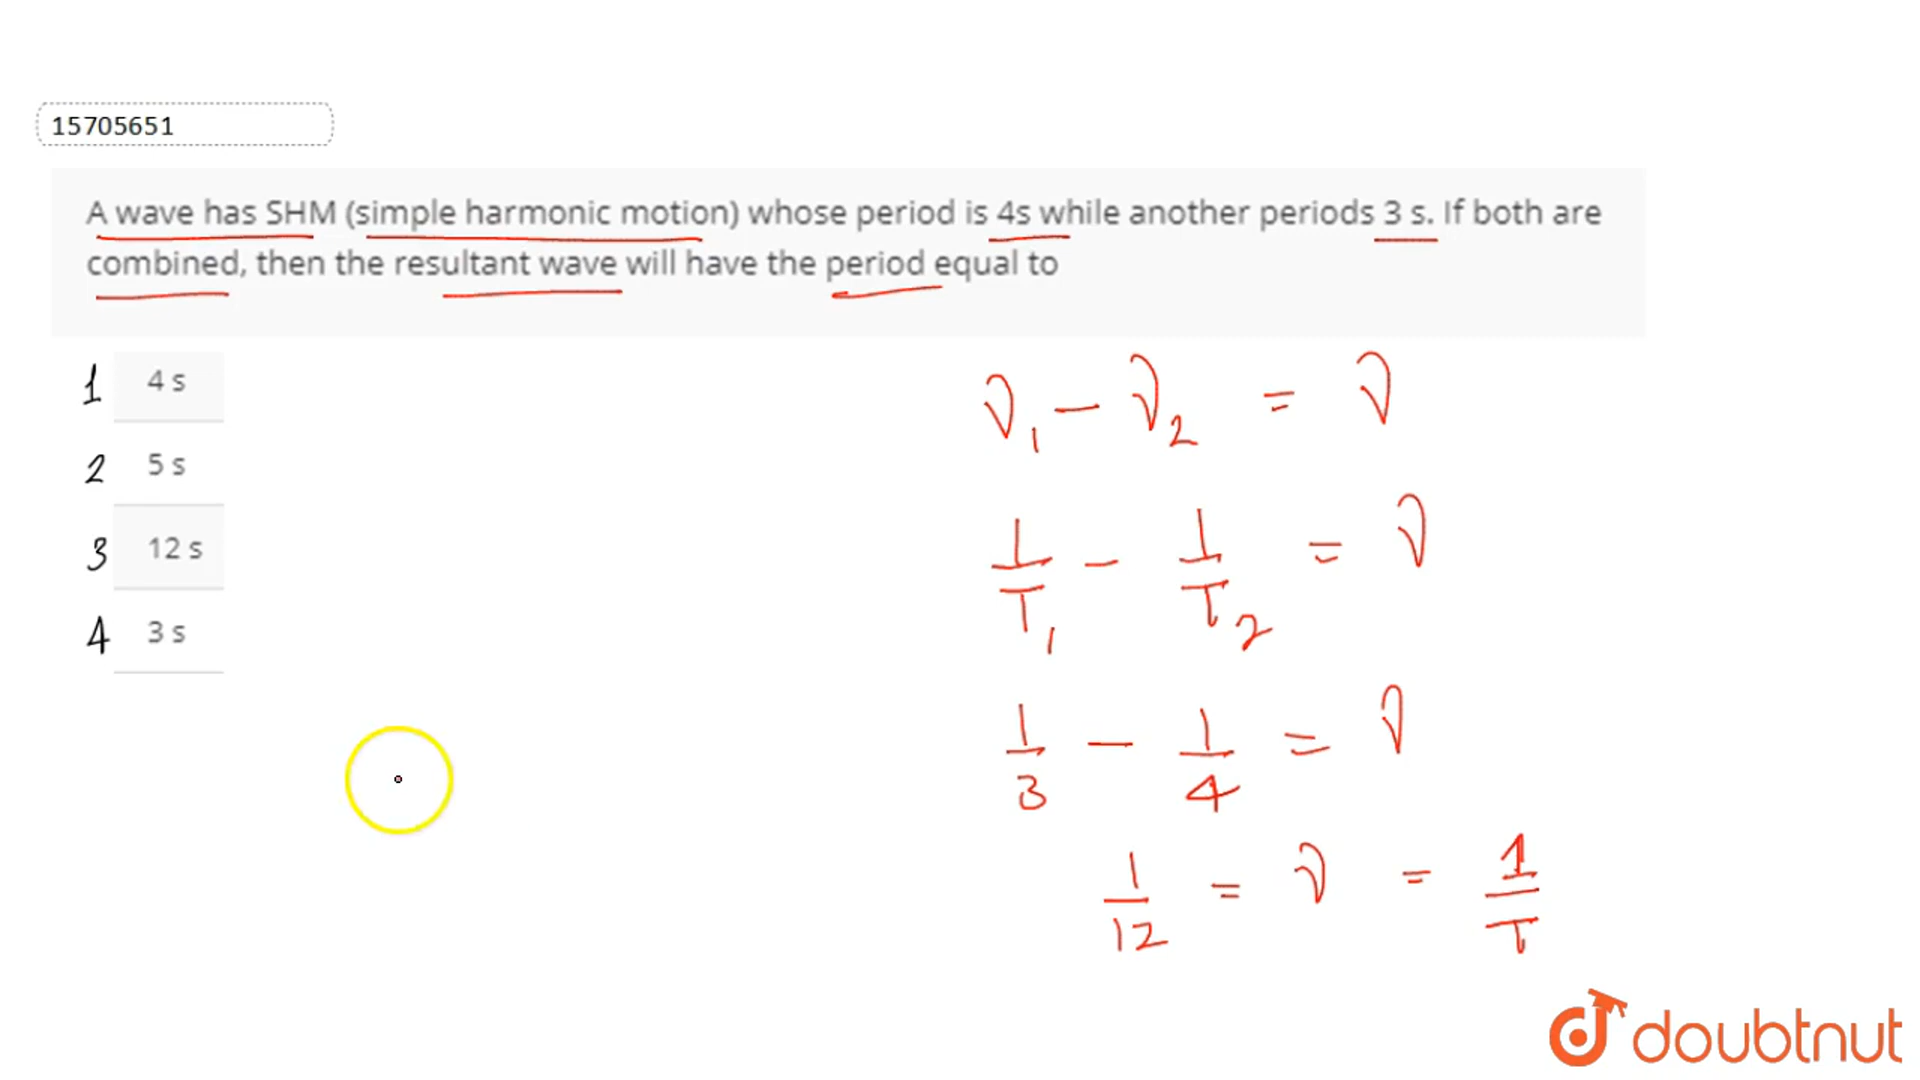 15705651
A wave has SHM (simple harmonic motion) whose period is 4s while another periods 3 s. If both are
combined, then the resultant wave will have the period equal to
1 4 s
2 5 s
3 12 s
4 3 s
ν₁ - ν₂ = ν
1/T₁ - 1/T₂ = ν
1/3 - 1/4 = ν
1/12 = ν = 1/T
doubtnut